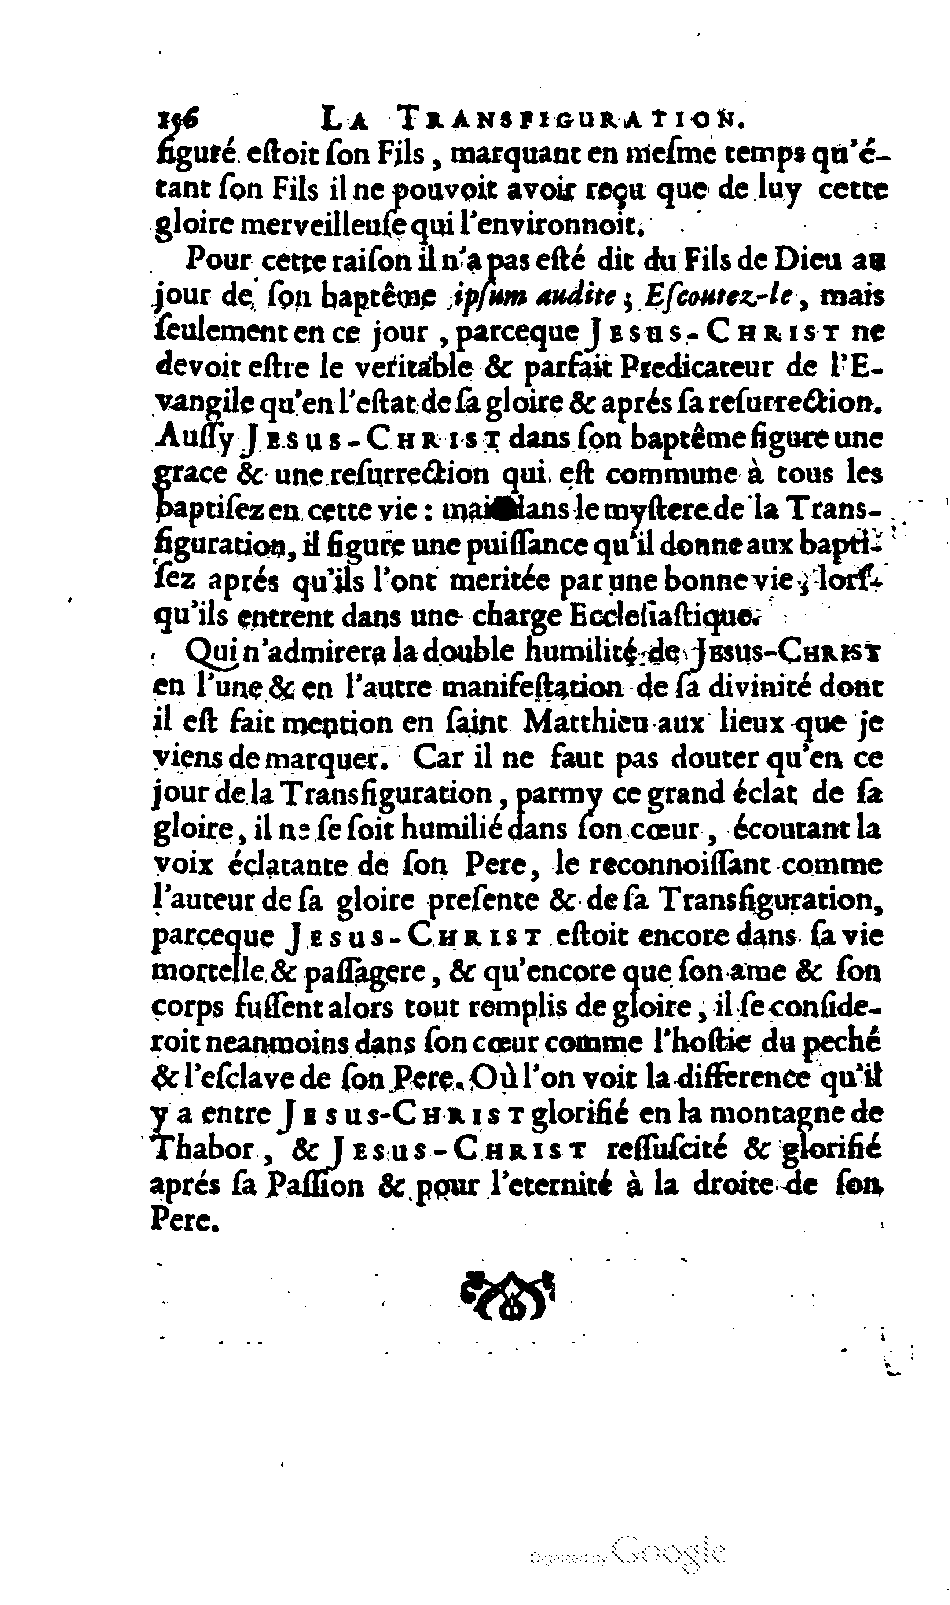 156 LA TRANSFIGURATION.
figuré eſtoit ſon Fils, marquant en meſme temps qu'é-
tant ſon Fils il ne pouvoit avoir reçu que de luy cette
gloire merveilleuſe qui l'environnoit.
Pour cette raiſon il n'a pas eſté dit du Fils de Dieu au
jour de ſon baptême ipſum audite; Eſcoutez-le, mais
ſeulement en ce jour, parceque JESUS-CHRIST ne
devoit eſtre le veritable & parfait Predicateur de l'E-
vangile qu'en l'eſtat de ſa gloire & aprés ſa reſurrection.
Auſſy JESUS-CHRIST dans ſon baptême figure une
grace & une reſurrection qui eſt commune à tous les
baptiſez en cette vie: mais dans le myſtere de la Trans-
figuration, il figure une puiſſance qu'il donne aux bapti-
ſez aprés qu'ils l'ont meritée par une bonne vie, lorſ-
qu'ils entrent dans une charge Eccleſiaſtique.
Qui n'admirera la double humilité de JESUS-CHRIST
en l'une & en l'autre manifeſtation de ſa divinité dont
il eſt fait mention en ſaint Matthieu aux lieux que je
viens de marquer. Car il ne faut pas douter qu'en ce
jour de la Transfiguration, parmy ce grand éclat de ſa
gloire, il ne ſe ſoit humilié dans ſon cœur, écoutant la
voix éclatante de ſon Pere, le reconnoiſſant comme
l'auteur de ſa gloire preſente & de ſa Transfiguration,
parceque JESUS-CHRIST eſtoit encore dans ſa vie
mortelle & paſſagere, & qu'encore que ſon ame & ſon
corps fuſſent alors tout remplis de gloire, il ſe conſide-
roit neanmoins dans ſon cœur comme l'hoſtie du peché
& l'eſclave de ſon Pere. Où l'on voit la difference qu'il
y a entre JESUS-CHRIST glorifié en la montagne de
Thabor, & JESUS-CHRIST reſſuſcité & glorifié
aprés ſa Paſſion & pour l'eternité à la droite de ſon
Pere.
Digitized by Google